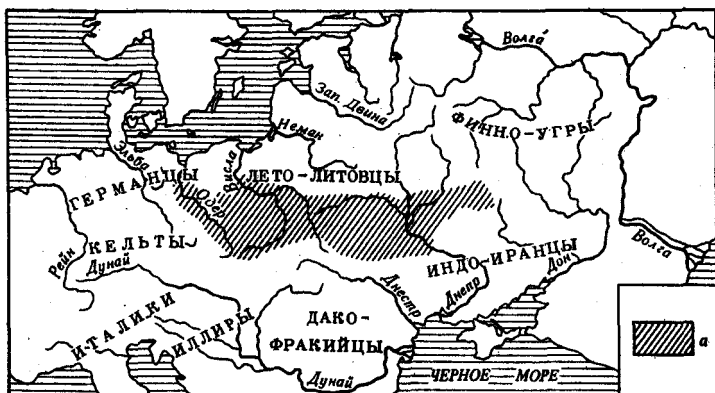 Волга
Зап. Двина
Неман
ФИННО-УГРЫ
Эльба
Висла
ЛЕТО-ЛИТОВЦЫ
ГЕРМАНЦЫ
Одер
КЕЛЬТЫ
Рейн
Дунай
ИНДО-ИРАНЦЫ
Волга
Дон
Днестр
Днепр
ИТАЛИКИ
ИЛЛИРЫ
ДАКО-
ФРАКИЙЦЫ
а
Дунай
ЧЕРНОЕ МОРЕ